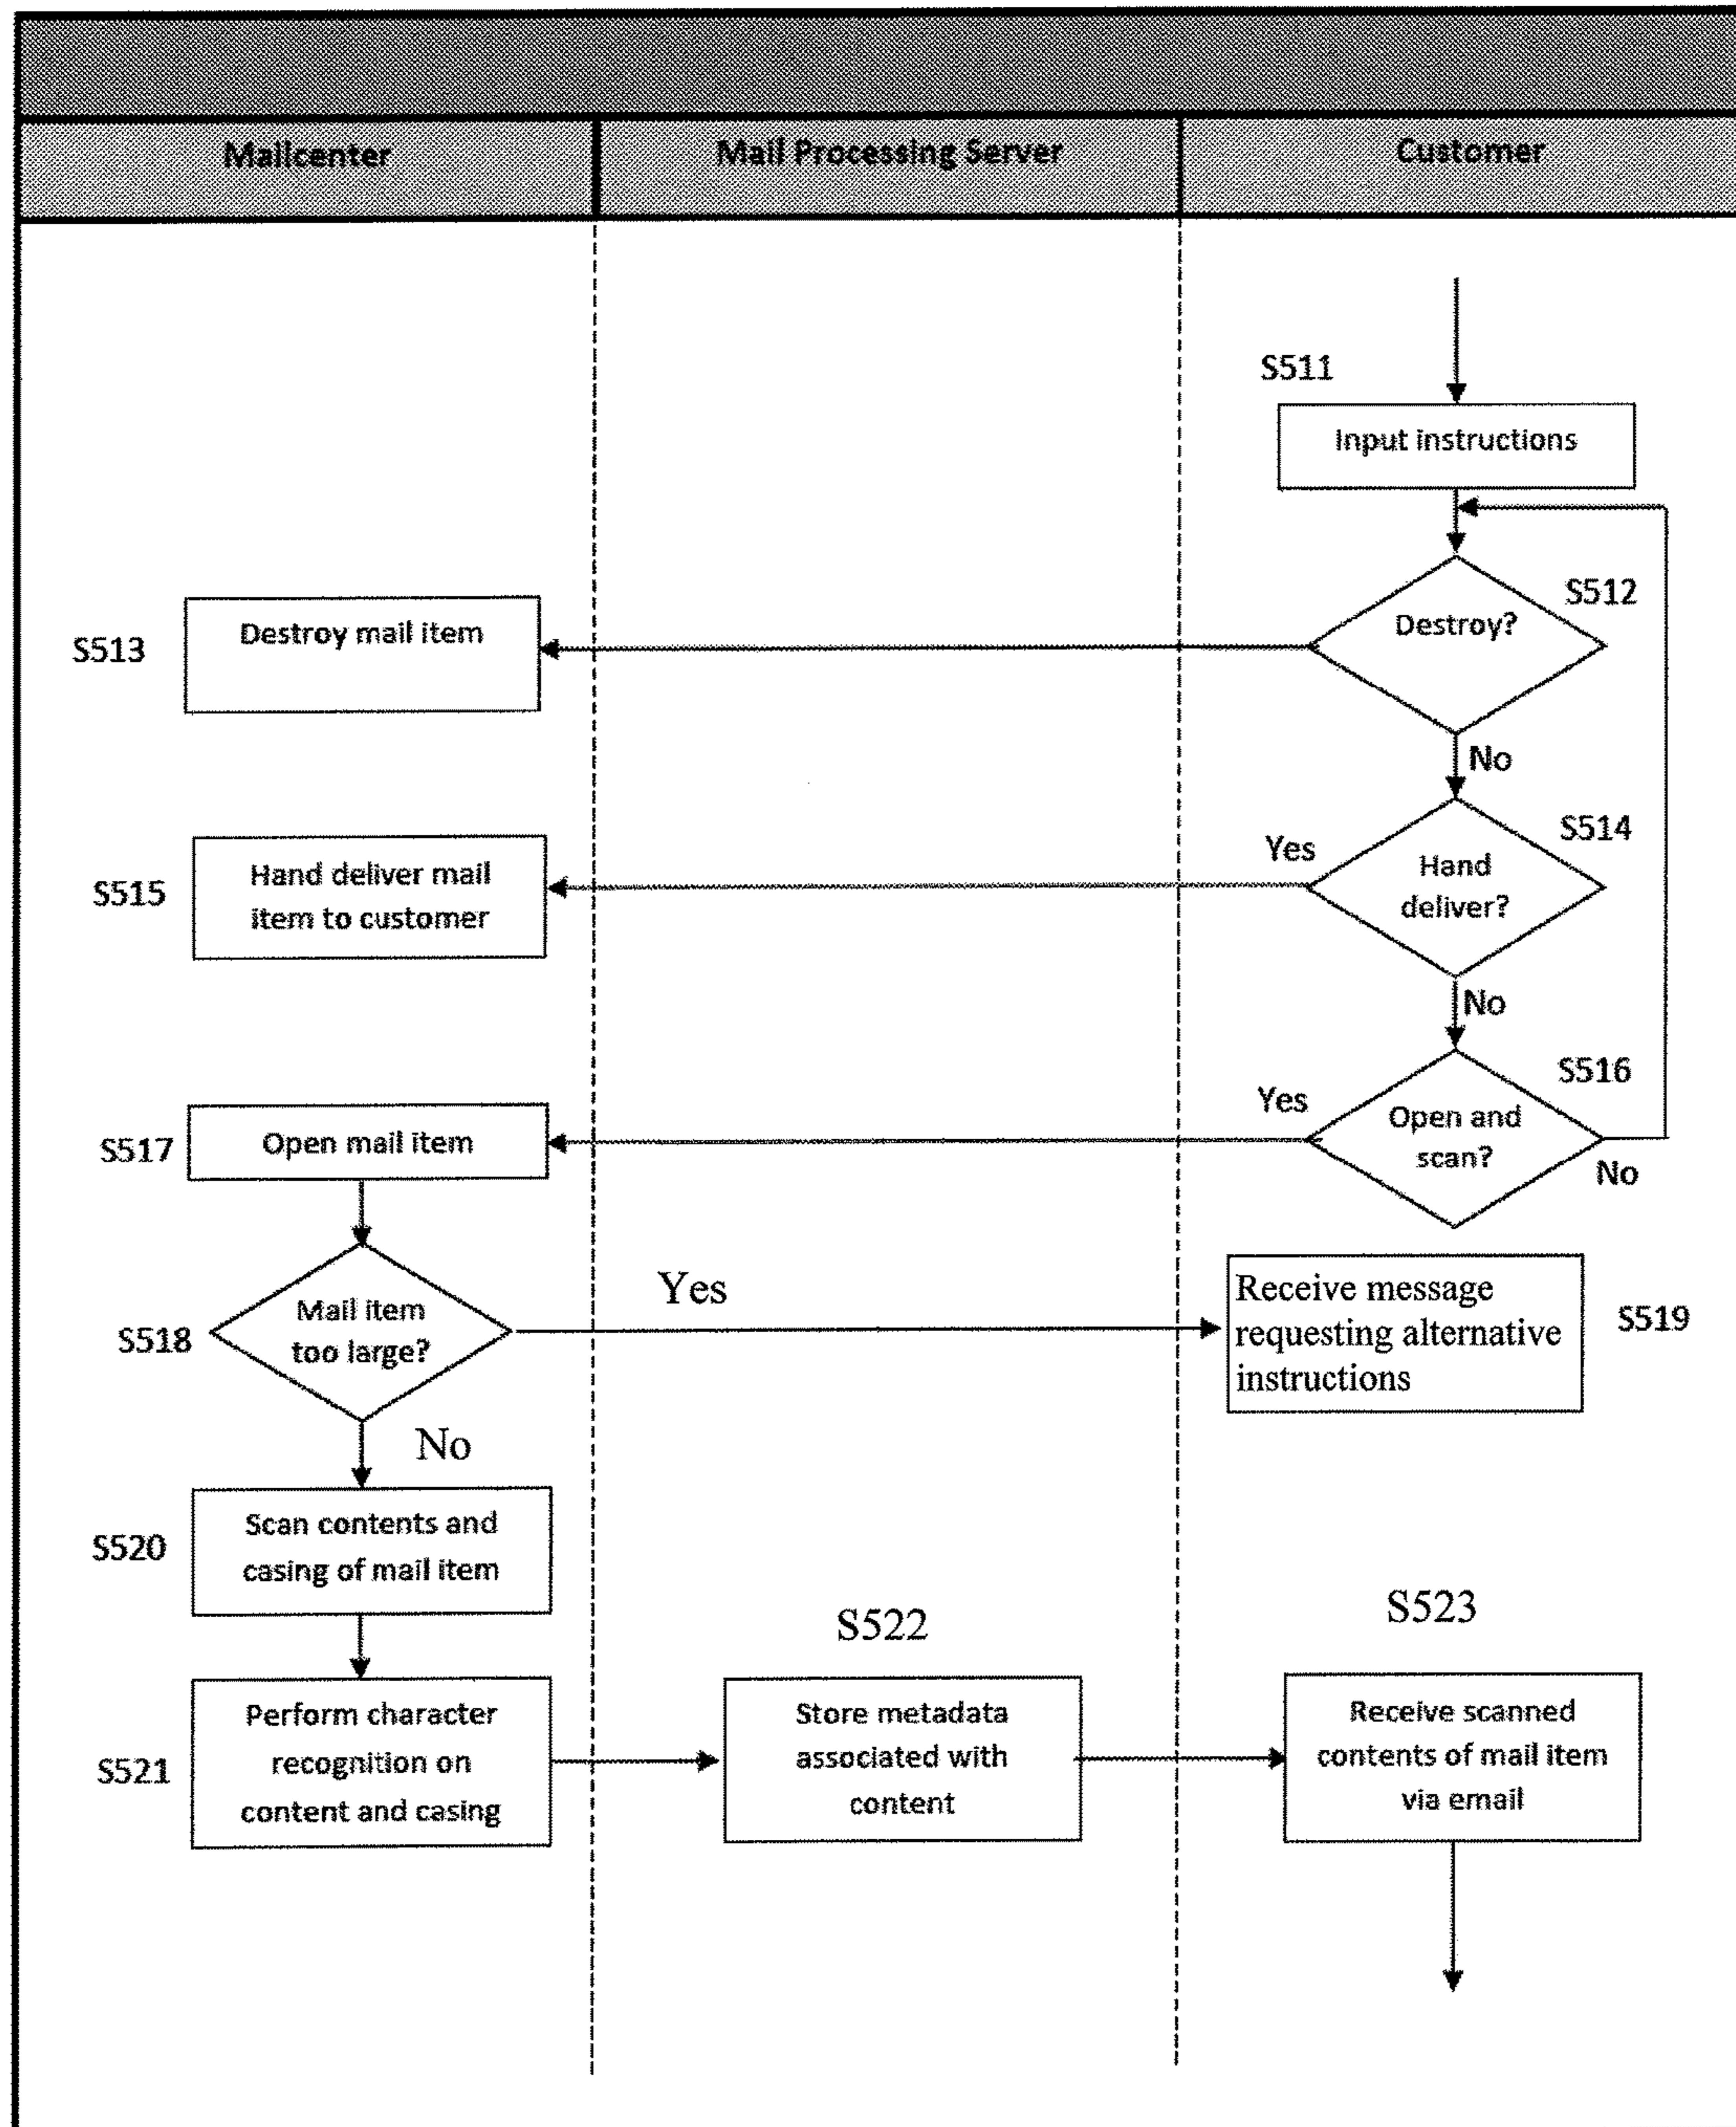 Mailcenter
Mail Processing Server
Customer
S511
Input instructions
S512
Destroy?
S513
Destroy mail item
No
S514
Yes
Hand
deliver?
S515
Hand deliver mail
item to customer
No
S516
Yes
Open and
scan?
No
S517
Open mail item
Yes
S518
Mail item
too large?
Receive message
requesting alternative
instructions
S519
No
S520
Scan contents and
casing of mail item
S521
Perform character
recognition on
content and casing
S522
Store metadata
associated with
content
S523
Receive scanned
contents of mail item
via email